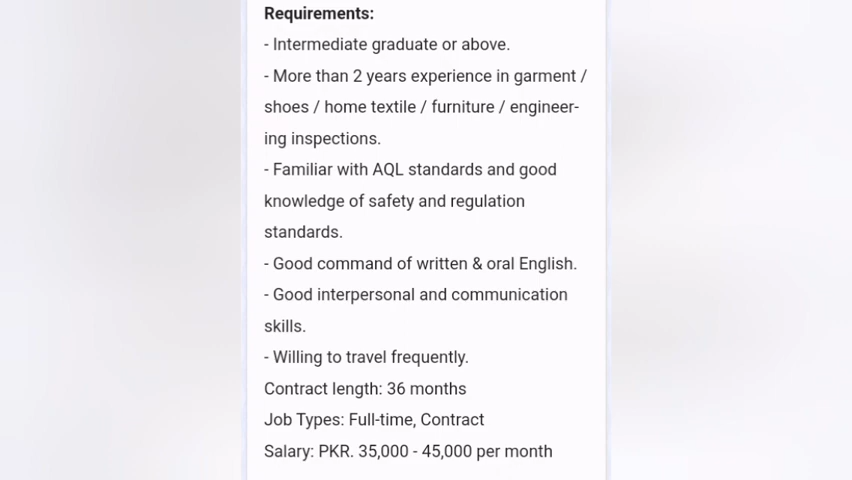 Requirements:
- Intermediate graduate or above.
- More than 2 years experience in garment /
shoes / home textile / furniture / engineer-
ing inspections.
- Familiar with AQL standards and good
knowledge of safety and regulation
standards.
- Good command of written & oral English.
- Good interpersonal and communication
skills.
- Willing to travel frequently.
Contract length: 36 months
Job Types: Full-time, Contract
Salary: PKR. 35,000 - 45,000 per month